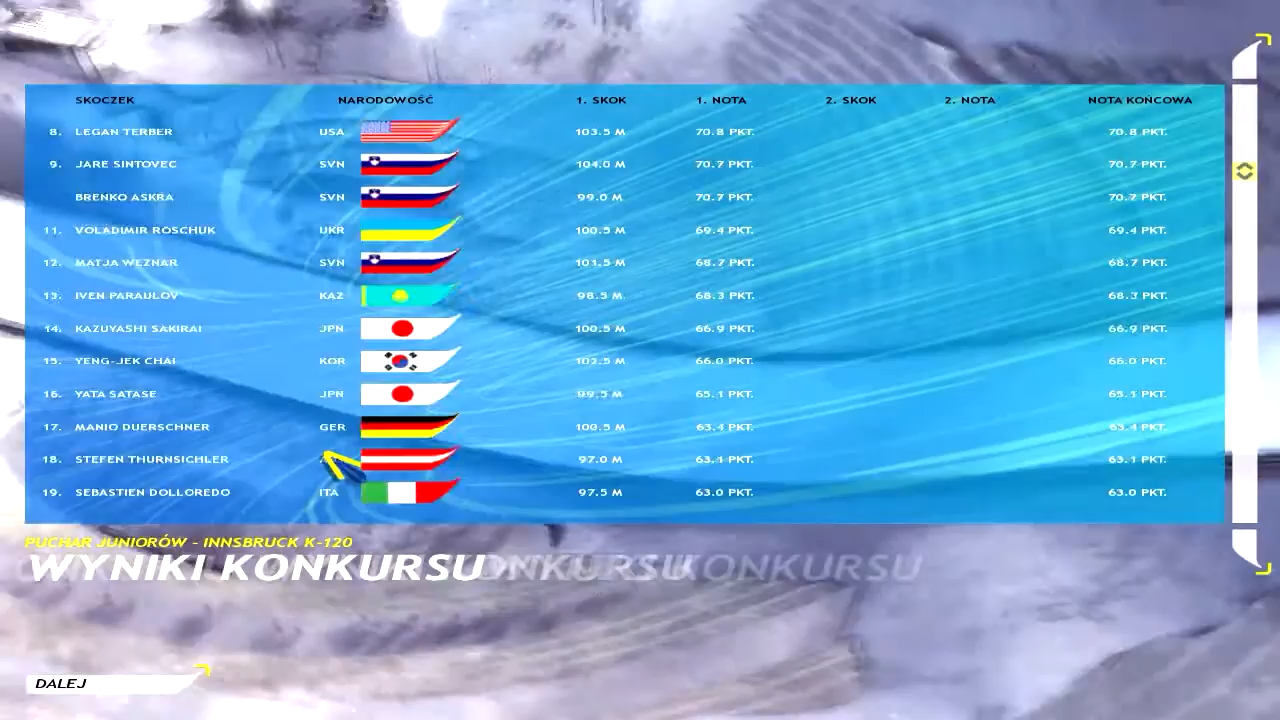 SKOCZEK NARODOWOŚĆ 1. SKOK 1. NOTA 2. SKOK 2. NOTA NOTA KOŃCOWA
8. LEGAN TERBER USA 103.5 M 70.8 PKT. 70.8 PKT.
9. JARE SINTOVEC SVN 104.0 M 70.7 PKT. 70.7 PKT.
BRENKO ASKRA SVN 99.0 M 70.7 PKT. 70.7 PKT.
11. VOLADIMIR ROSCHUK UKR 100.5 M 69.4 PKT. 69.4 PKT.
12. MATJA WEZNAR SVN 101.5 M 68.7 PKT. 68.7 PKT.
13. IVEN PARAULOV KAZ 98.5 M 68.3 PKT. 68.3 PKT.
14. KAZUYASHI SAKIRAI JPN 100.5 M 66.9 PKT. 66.9 PKT.
15. YENG-JEK CHAI KOR 102.5 M 66.0 PKT. 66.0 PKT.
16. YATA SATASE JPN 99.5 M 65.1 PKT. 65.1 PKT.
17. MANIO DUERSCHNER GER 100.5 M 63.4 PKT. 63.4 PKT.
18. STEFEN THURNSICHLER 97.0 M 63.1 PKT. 63.1 PKT.
19. SEBASTIEN DOLLOREDO ITA 97.5 M 63.0 PKT. 63.0 PKT.
PUCHAR JUNIORÓW - INNSBRUCK K-120
WYNIKI KONKURSU
DALEJ